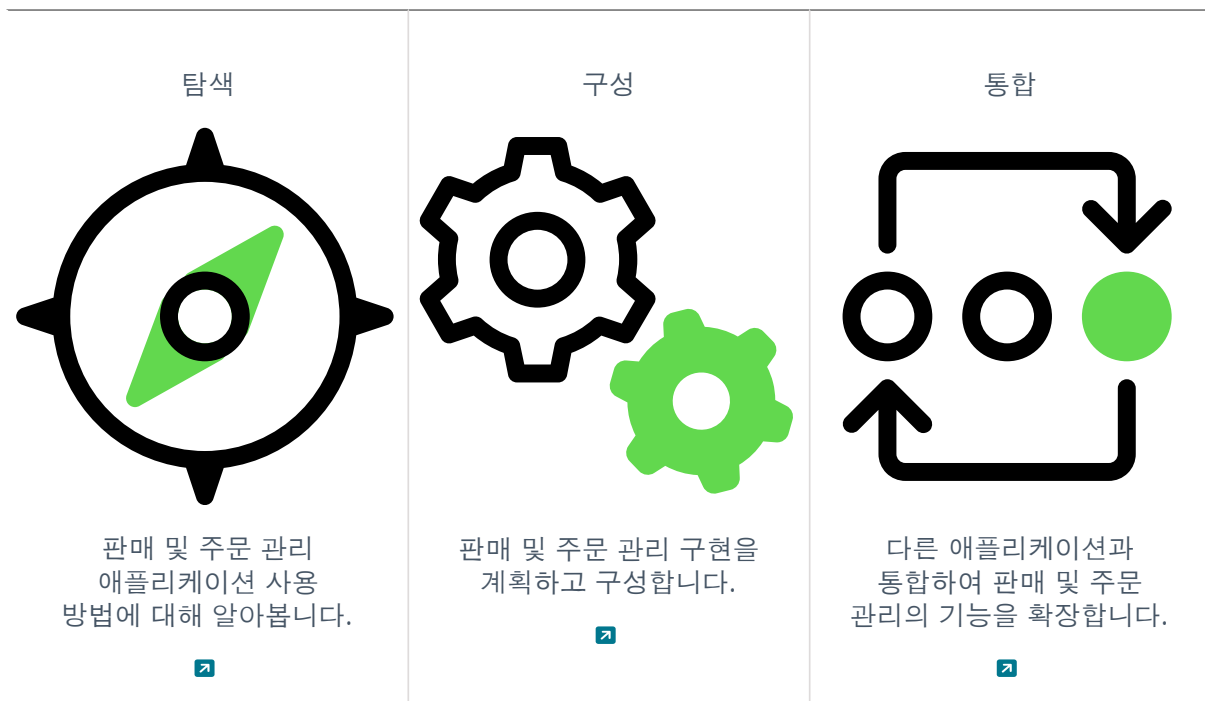 탐색
판매 및 주문 관리
애플리케이션 사용
방법에 대해 알아봅니다.
구성
판매 및 주문 관리 구현을
계획하고 구성합니다.
통합
다른 애플리케이션과
통합하여 판매 및 주문
관리의 기능을 확장합니다.